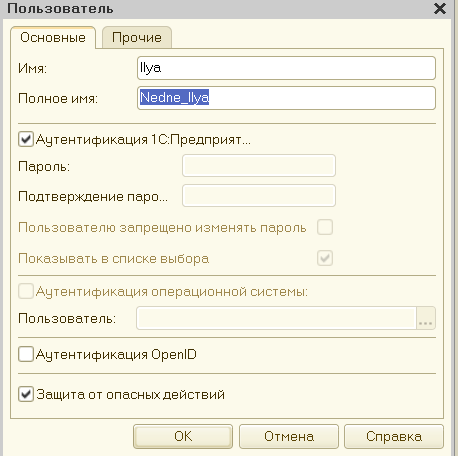 Пользователь
Основные
Прочие
Имя:
Ilya
Полное имя:
Nedne_Ilya
Аутентификация 1С:Предприят...
Пароль:
Подтверждение паро...
Пользователю запрещено изменять пароль
Показывать в списке выбора
Аутентификация операционной системы:
Пользователь:
...
Аутентификация OpenID
Защита от опасных действий
OK
Отмена
Справка